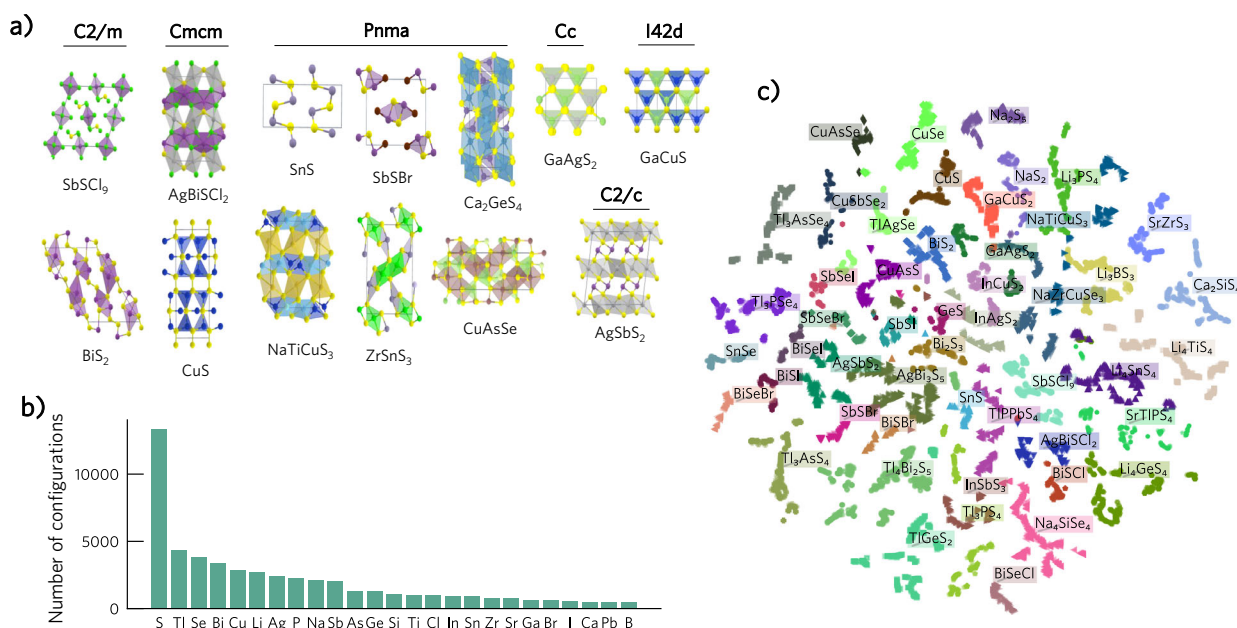 a)
C2/m
Cmcm
Pnma
Cc
I42d
SbSCl₉
AgBiSCl₂
SnS
SbSBr
Ca₂GeS₄
GaAgS₂
GaCuS
C2/c
BiS₂
CuS
NaTiCuS₃
ZrSnS₃
CuAsSe
AgSbS₂
b)
Number of configurations
10000
5000
0
S Tl Se Bi Cu Li Ag P Na Sb As Ge Si Ti Cl In Sn Zr Sr Ga Br I Ca Pb B
c)
CuAsSe
CuSe
Na₂S₅
CuS
NaS₂
Li₃PS₄
Tl₃AsSe₄
CuSbSe₂
TlAgSe
GaCuS₂
NaTiCuS₃
SrZrS₃
BiS₂
GaAgS₂
SbSeI
CuAsS
InCuS₂
Li₃BS₃
Tl₃PSe₄
NaZrCuSe₃
SbSeBr
SbSI
GeS
InAgS₂
SnSe
BiSeI
Bi₂S₃
Li₄TiS₄
BiSI
AgSbS₂
AgBi₃S₅
SbSCl₉
BiSeBr
SnS
SbSBr
BiSBr
TlPPbS₄
SrTlPS₄
AgBiSCl₂
Tl₃AsS₄
Tl₄Bi₂S₅
BiSCl
Li₄GeS₄
InSbS₃
Tl₃PS₄
TlGeS₂
Na₄SiSe₄
BiSeCl